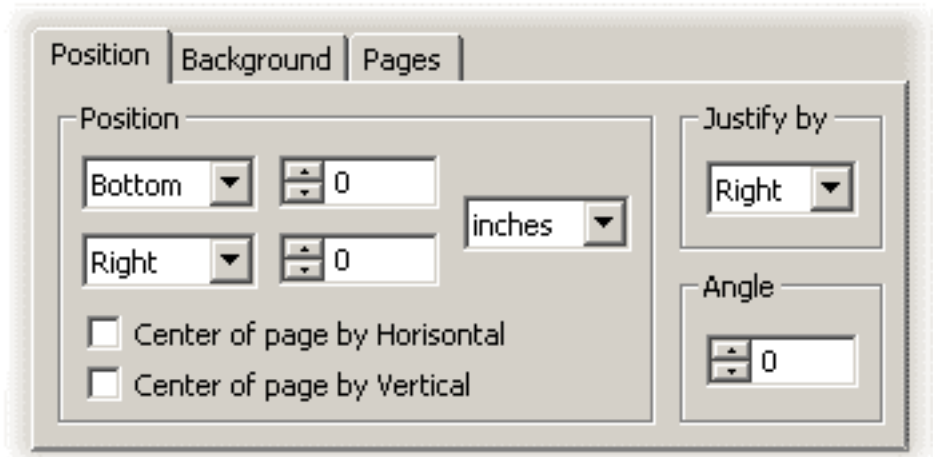 Position Background Pages
Position
Justify by
Bottom 0
Right
inches
Right 0
Angle
Center of page by Horisontal
0
Center of page by Vertical